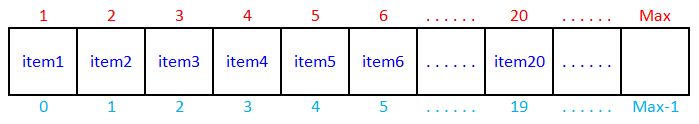 1 2 3 4 5 6 . . . . . . 20 . . . . . . Max
item1 item2 item3 item4 item5 item6 . . . . . . item20 . . . . . .
0 1 2 3 4 5 . . . . . . 19 . . . . . . Max-1